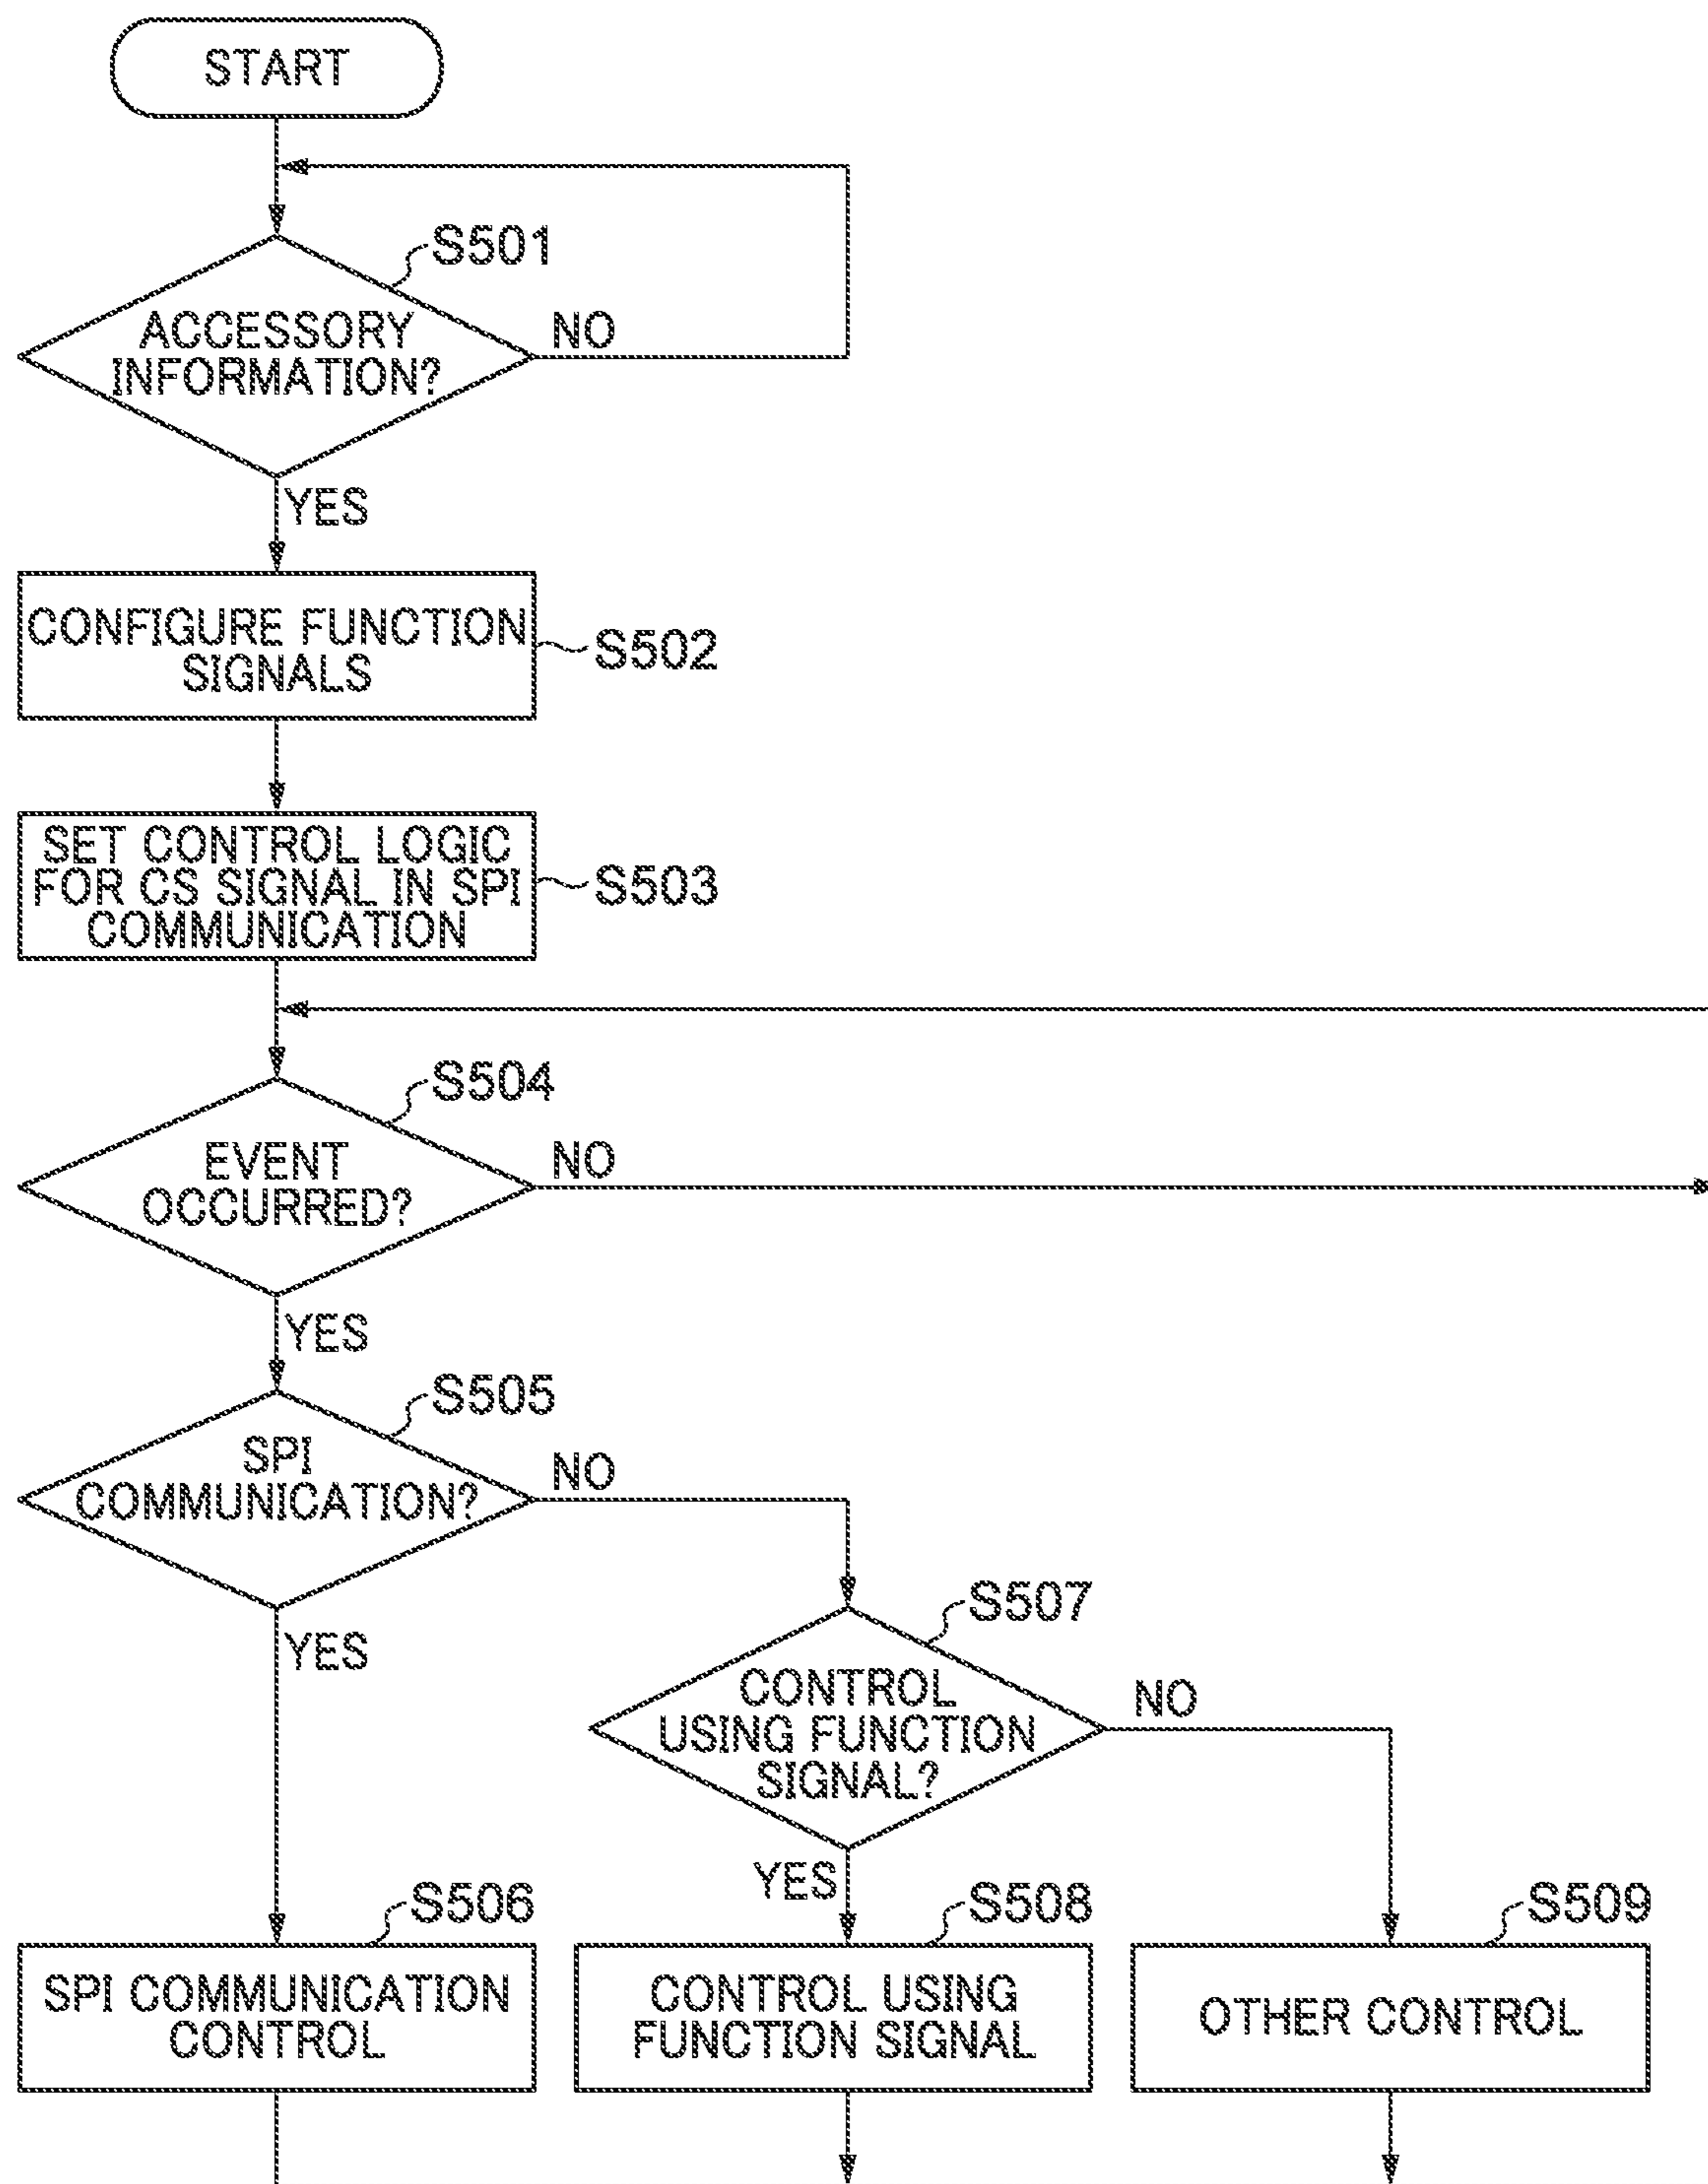 START
S501
ACCESSORY
INFORMATION?
NO
YES
CONFIGURE FUNCTION
SIGNALS
S502
SET CONTROL LOGIC
FOR CS SIGNAL IN SPI
COMMUNICATION
S503
S504
EVENT
OCCURRED?
NO
YES
S505
SPI
COMMUNICATION?
NO
YES
S507
CONTROL
USING FUNCTION
SIGNAL?
NO
YES
S506
SPI COMMUNICATION
CONTROL
S508
CONTROL USING
FUNCTION SIGNAL
S509
OTHER CONTROL